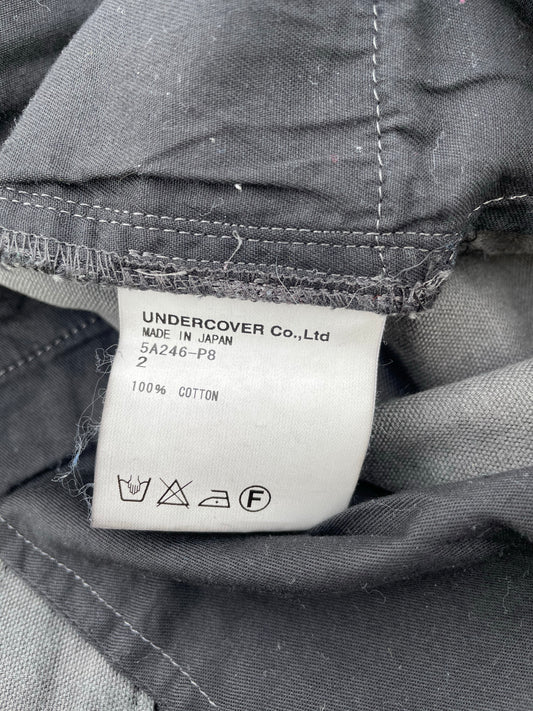 UNDERCOVER Co.,Ltd
MADE IN JAPAN
5A246-P8
2
100% COTTON
F